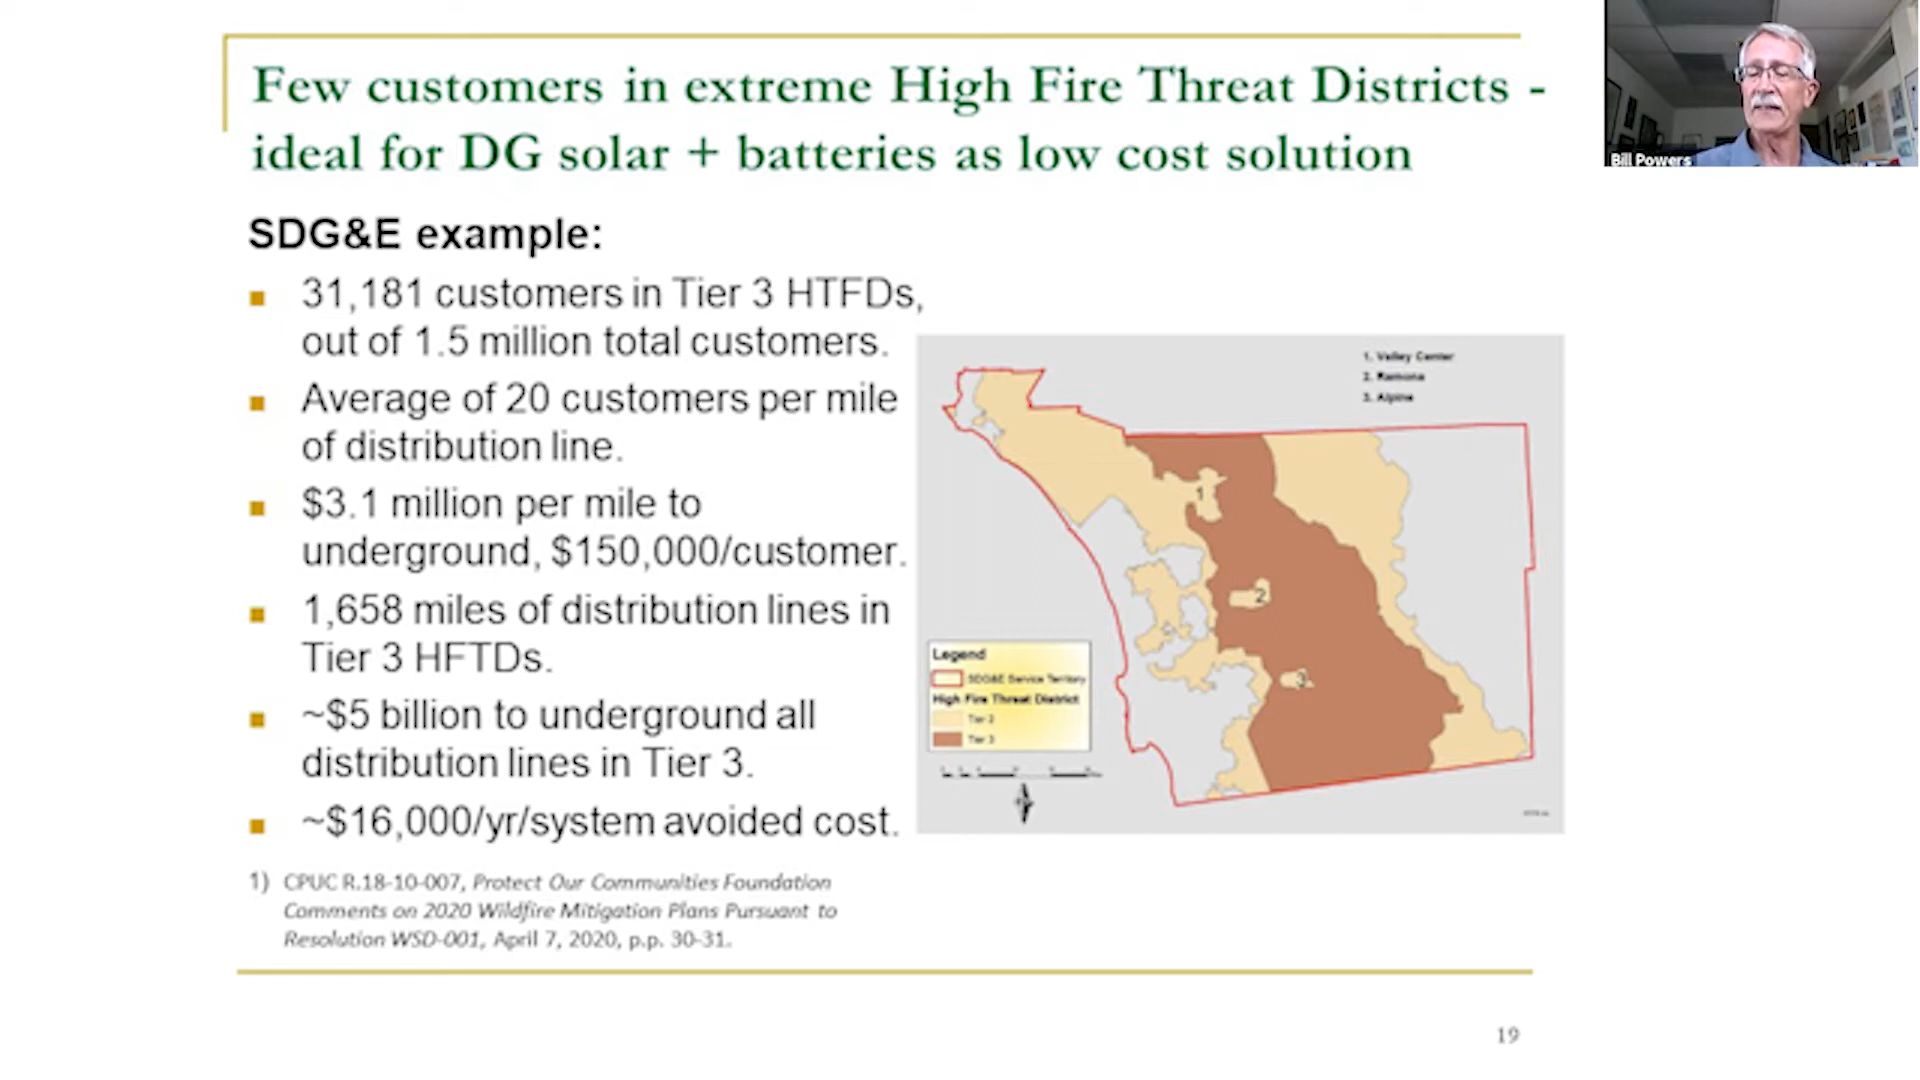 Few customers in extreme High Fire Threat Districts -
ideal for DG solar + batteries as low cost solution
Bill Powers
SDG&E example:
31,181 customers in Tier 3 HTFDs,
out of 1.5 million total customers.
Average of 20 customers per mile
of distribution line.
$3.1 million per mile to
underground, $150,000/customer.
1,658 miles of distribution lines in
Tier 3 HFTDs.
~$5 billion to underground all
distribution lines in Tier 3.
~$16,000/yr/system avoided cost.
1. Valley Center
2. Ramona
3. Alpine
1
2
3
Legend
SDG&E Service Territory
High Fire Threat District
Tier 2
Tier 3
1) CPUC R.18-10-007, Protect Our Communities Foundation
Comments on 2020 Wildfire Mitigation Plans Pursuant to
Resolution WSD-001, April 7, 2020, p.p. 30-31.
19